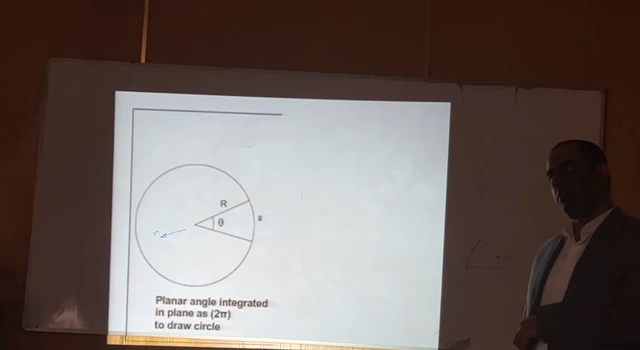 R
θ
s
Planar angle integrated
in plane as (2π)
to draw circle